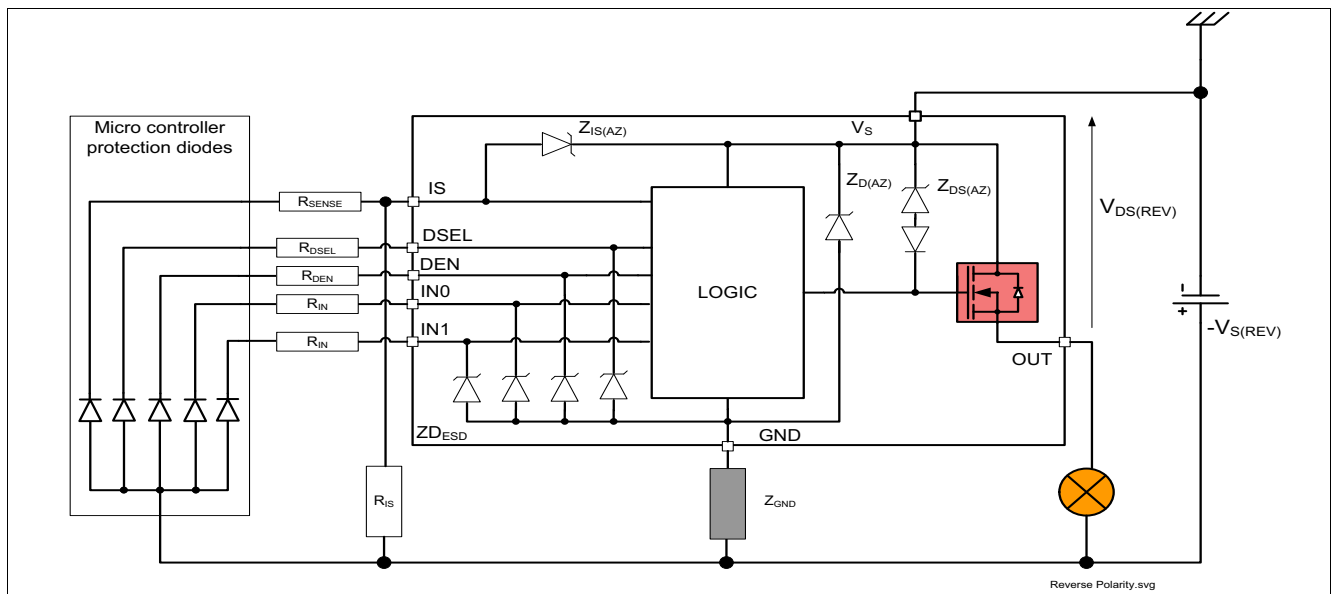 Micro controller
protection diodes
Z_IS(AZ)
V_S
Z_D(AZ)
Z_DS(AZ)
V_DS(REV)
R_SENSE
IS
R_DSEL
DSEL
R_DEN
DEN
R_IN
IN0
R_IN
IN1
LOGIC
-
+
-V_S(REV)
OUT
ZD_ESD
GND
R_IS
Z_GND
Reverse Polarity.svg